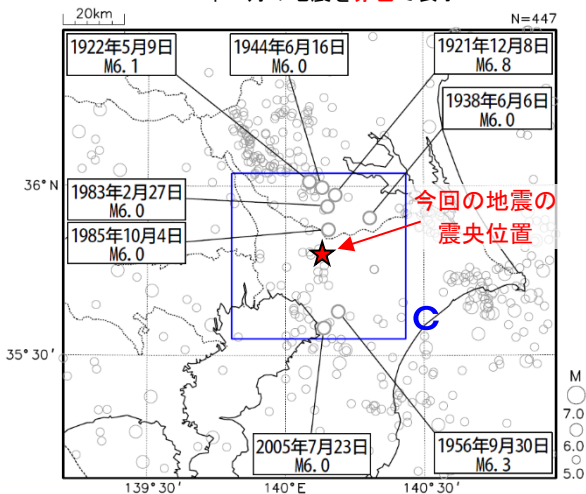 20km
N=447
1922年5月9日
M6.1
1944年6月16日
M6.0
1921年12月8日
M6.8
1938年6月6日
M6.0
36°N
1983年2月27日
M6.0
今回の地震の
震央位置
1985年10月4日
M6.0
C
35°30'
M
7.0
6.0
5.0
2005年7月23日
M6.0
1956年9月30日
M6.3
139°30'
140°E
140°30'